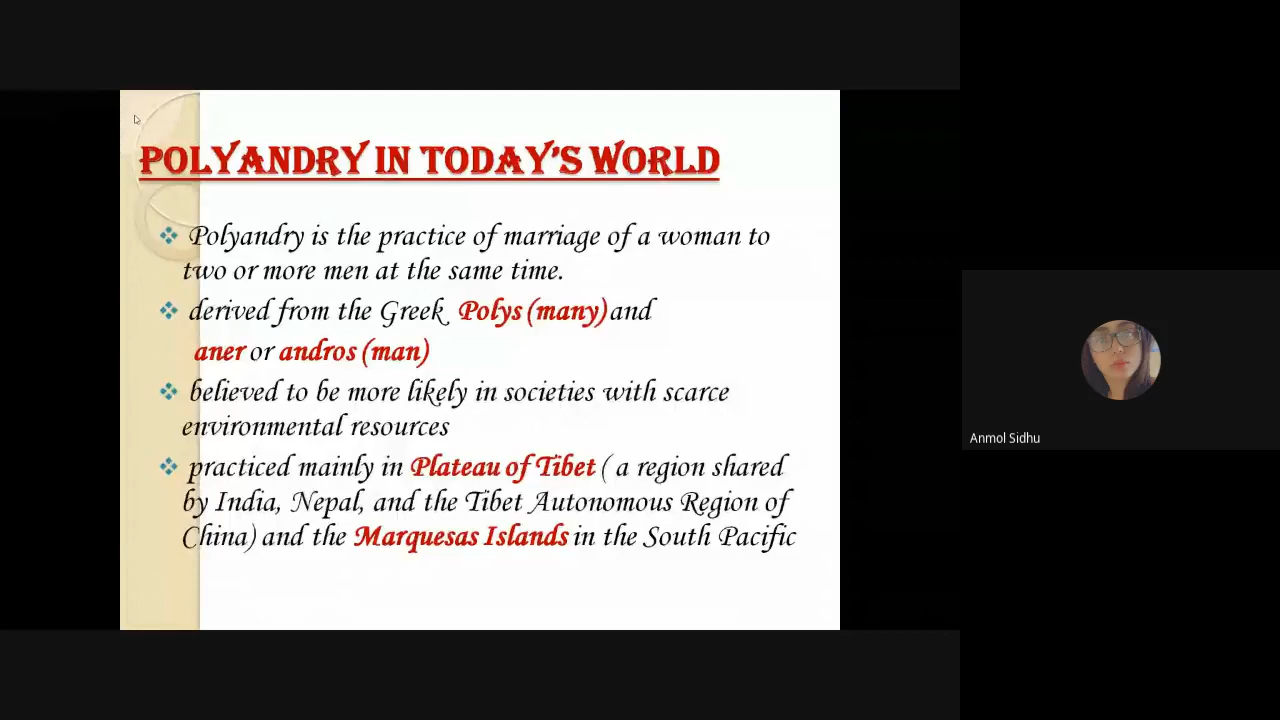 POLYANDRY IN TODAY'S WORLD
Polyandry is the practice of marriage of a woman to
two or more men at the same time.
derived from the Greek Polys (many) and
aner or andros (man)
believed to be more likely in societies with scarce
environmental resources
practiced mainly in Plateau of Tibet ( a region shared
by India, Nepal, and the Tibet Autonomous Region of
China) and the Marquesas Islands in the South Pacific
Anmol Sidhu